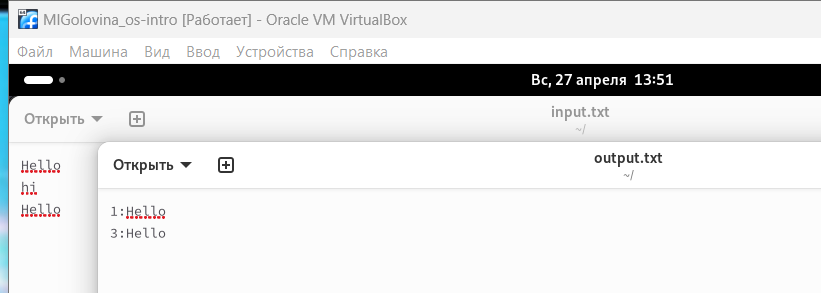 MIGolovina_os-intro [Работает] - Oracle VM VirtualBox
Файл Машина Вид Ввод Устройства Справка
Вс, 27 апреля 13:51
Открыть input.txt
~/
Hello
hi
Hello
Открыть output.txt
~/
1:Hello
3:Hello